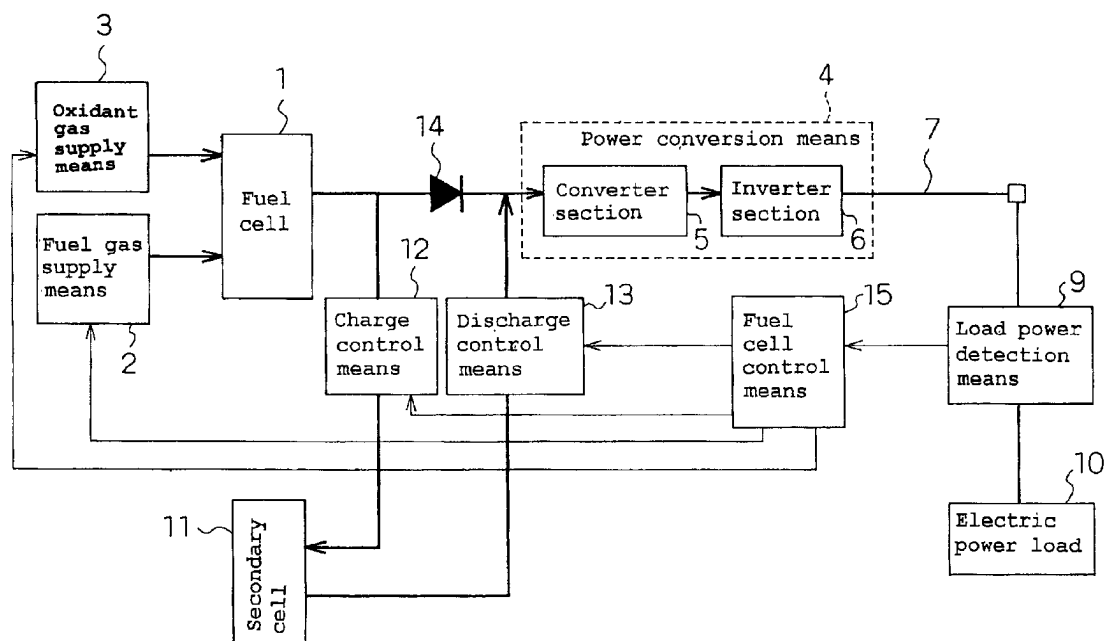 3
Oxidant
gas
supply
means
1
Fuel
cell
14
4
Power conversion means
Converter
section
5
Inverter
section
6
7
Fuel gas
supply
means
2
12
Charge
control
means
13
Discharge
control
means
15
Fuel
cell
control
means
9
Load power
detection
means
10
Electric
power load
11
Secondary
cell